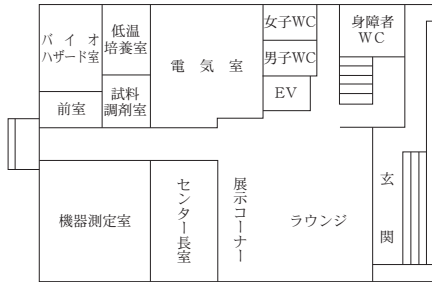 バイオ
ハザード室
低温
培養室
電気室
女子WC
男子WC
EV
身障者
WC
前室
試料
調剤室
機器測定室
センター長室
展示コーナー
ラウンジ
玄関